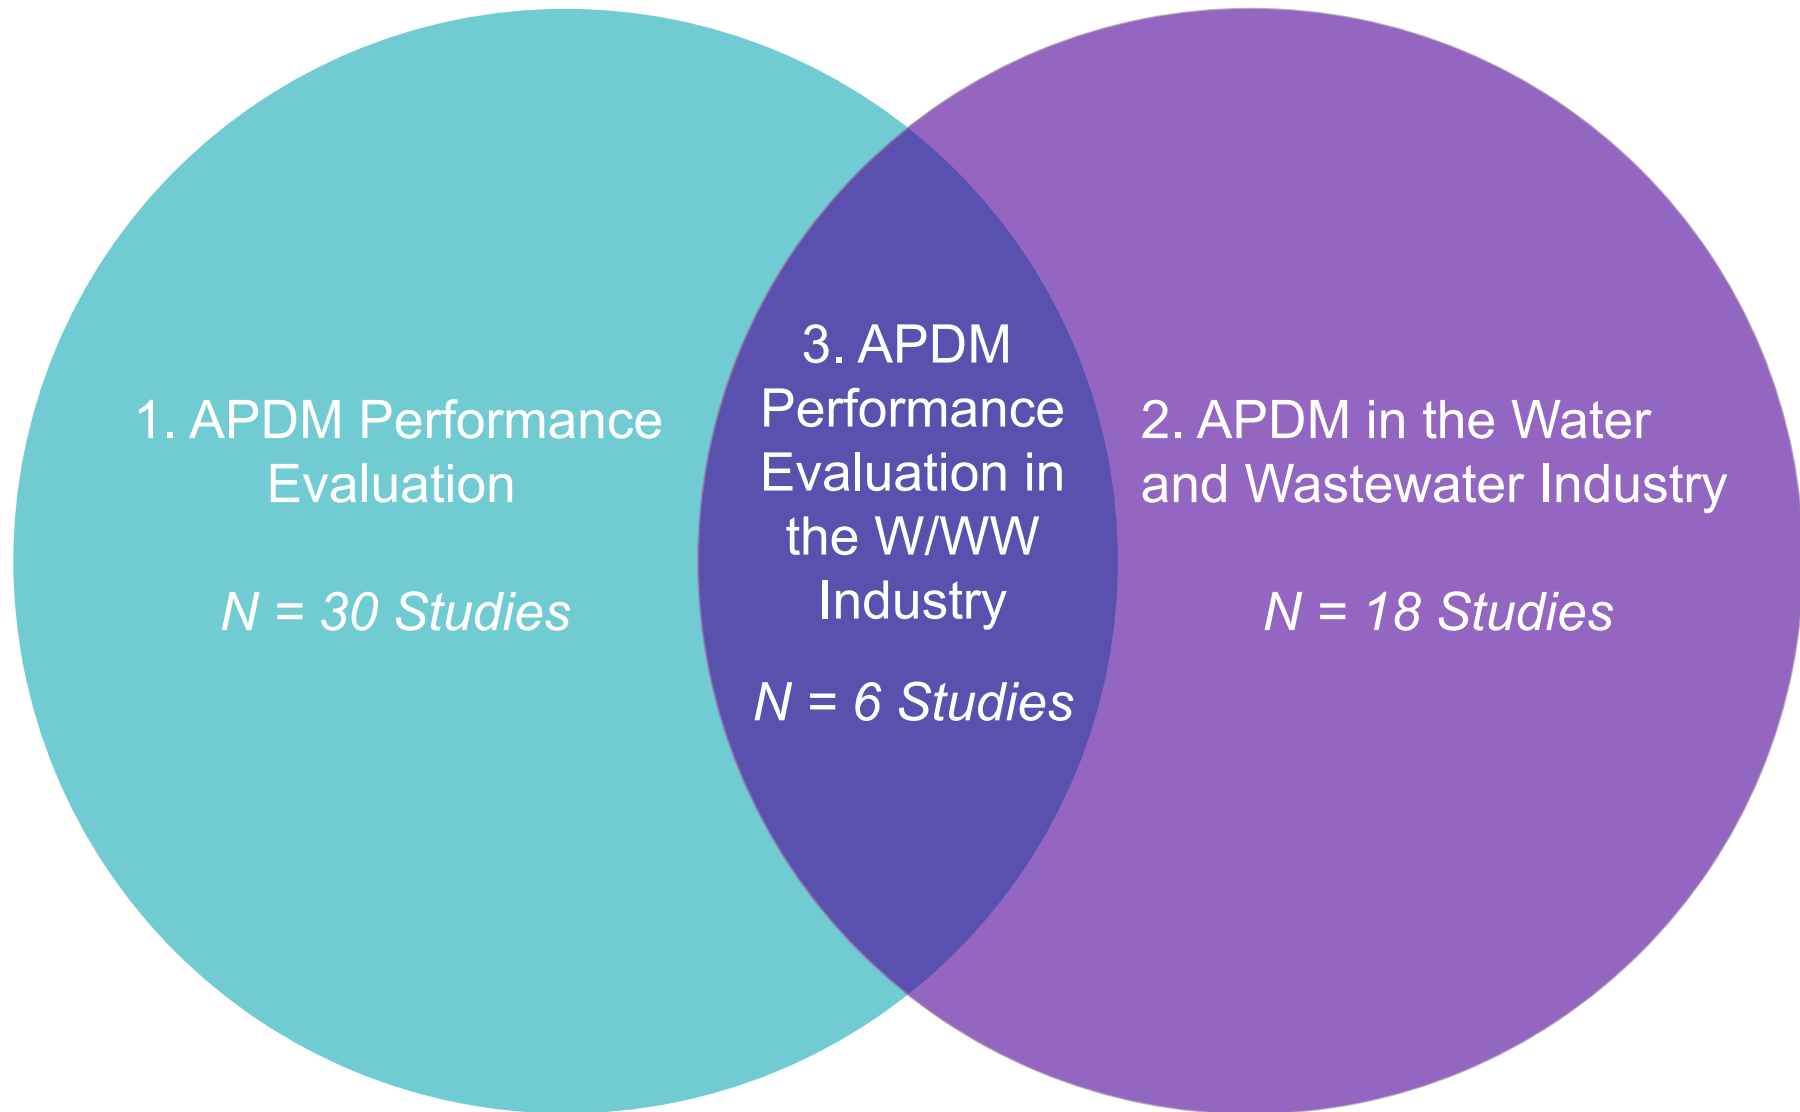 1. APDM Performance
Evaluation
N = 30 Studies
3. APDM
Performance
Evaluation in
the W/WW
Industry
N = 6 Studies
2. APDM in the Water
and Wastewater Industry
N = 18 Studies